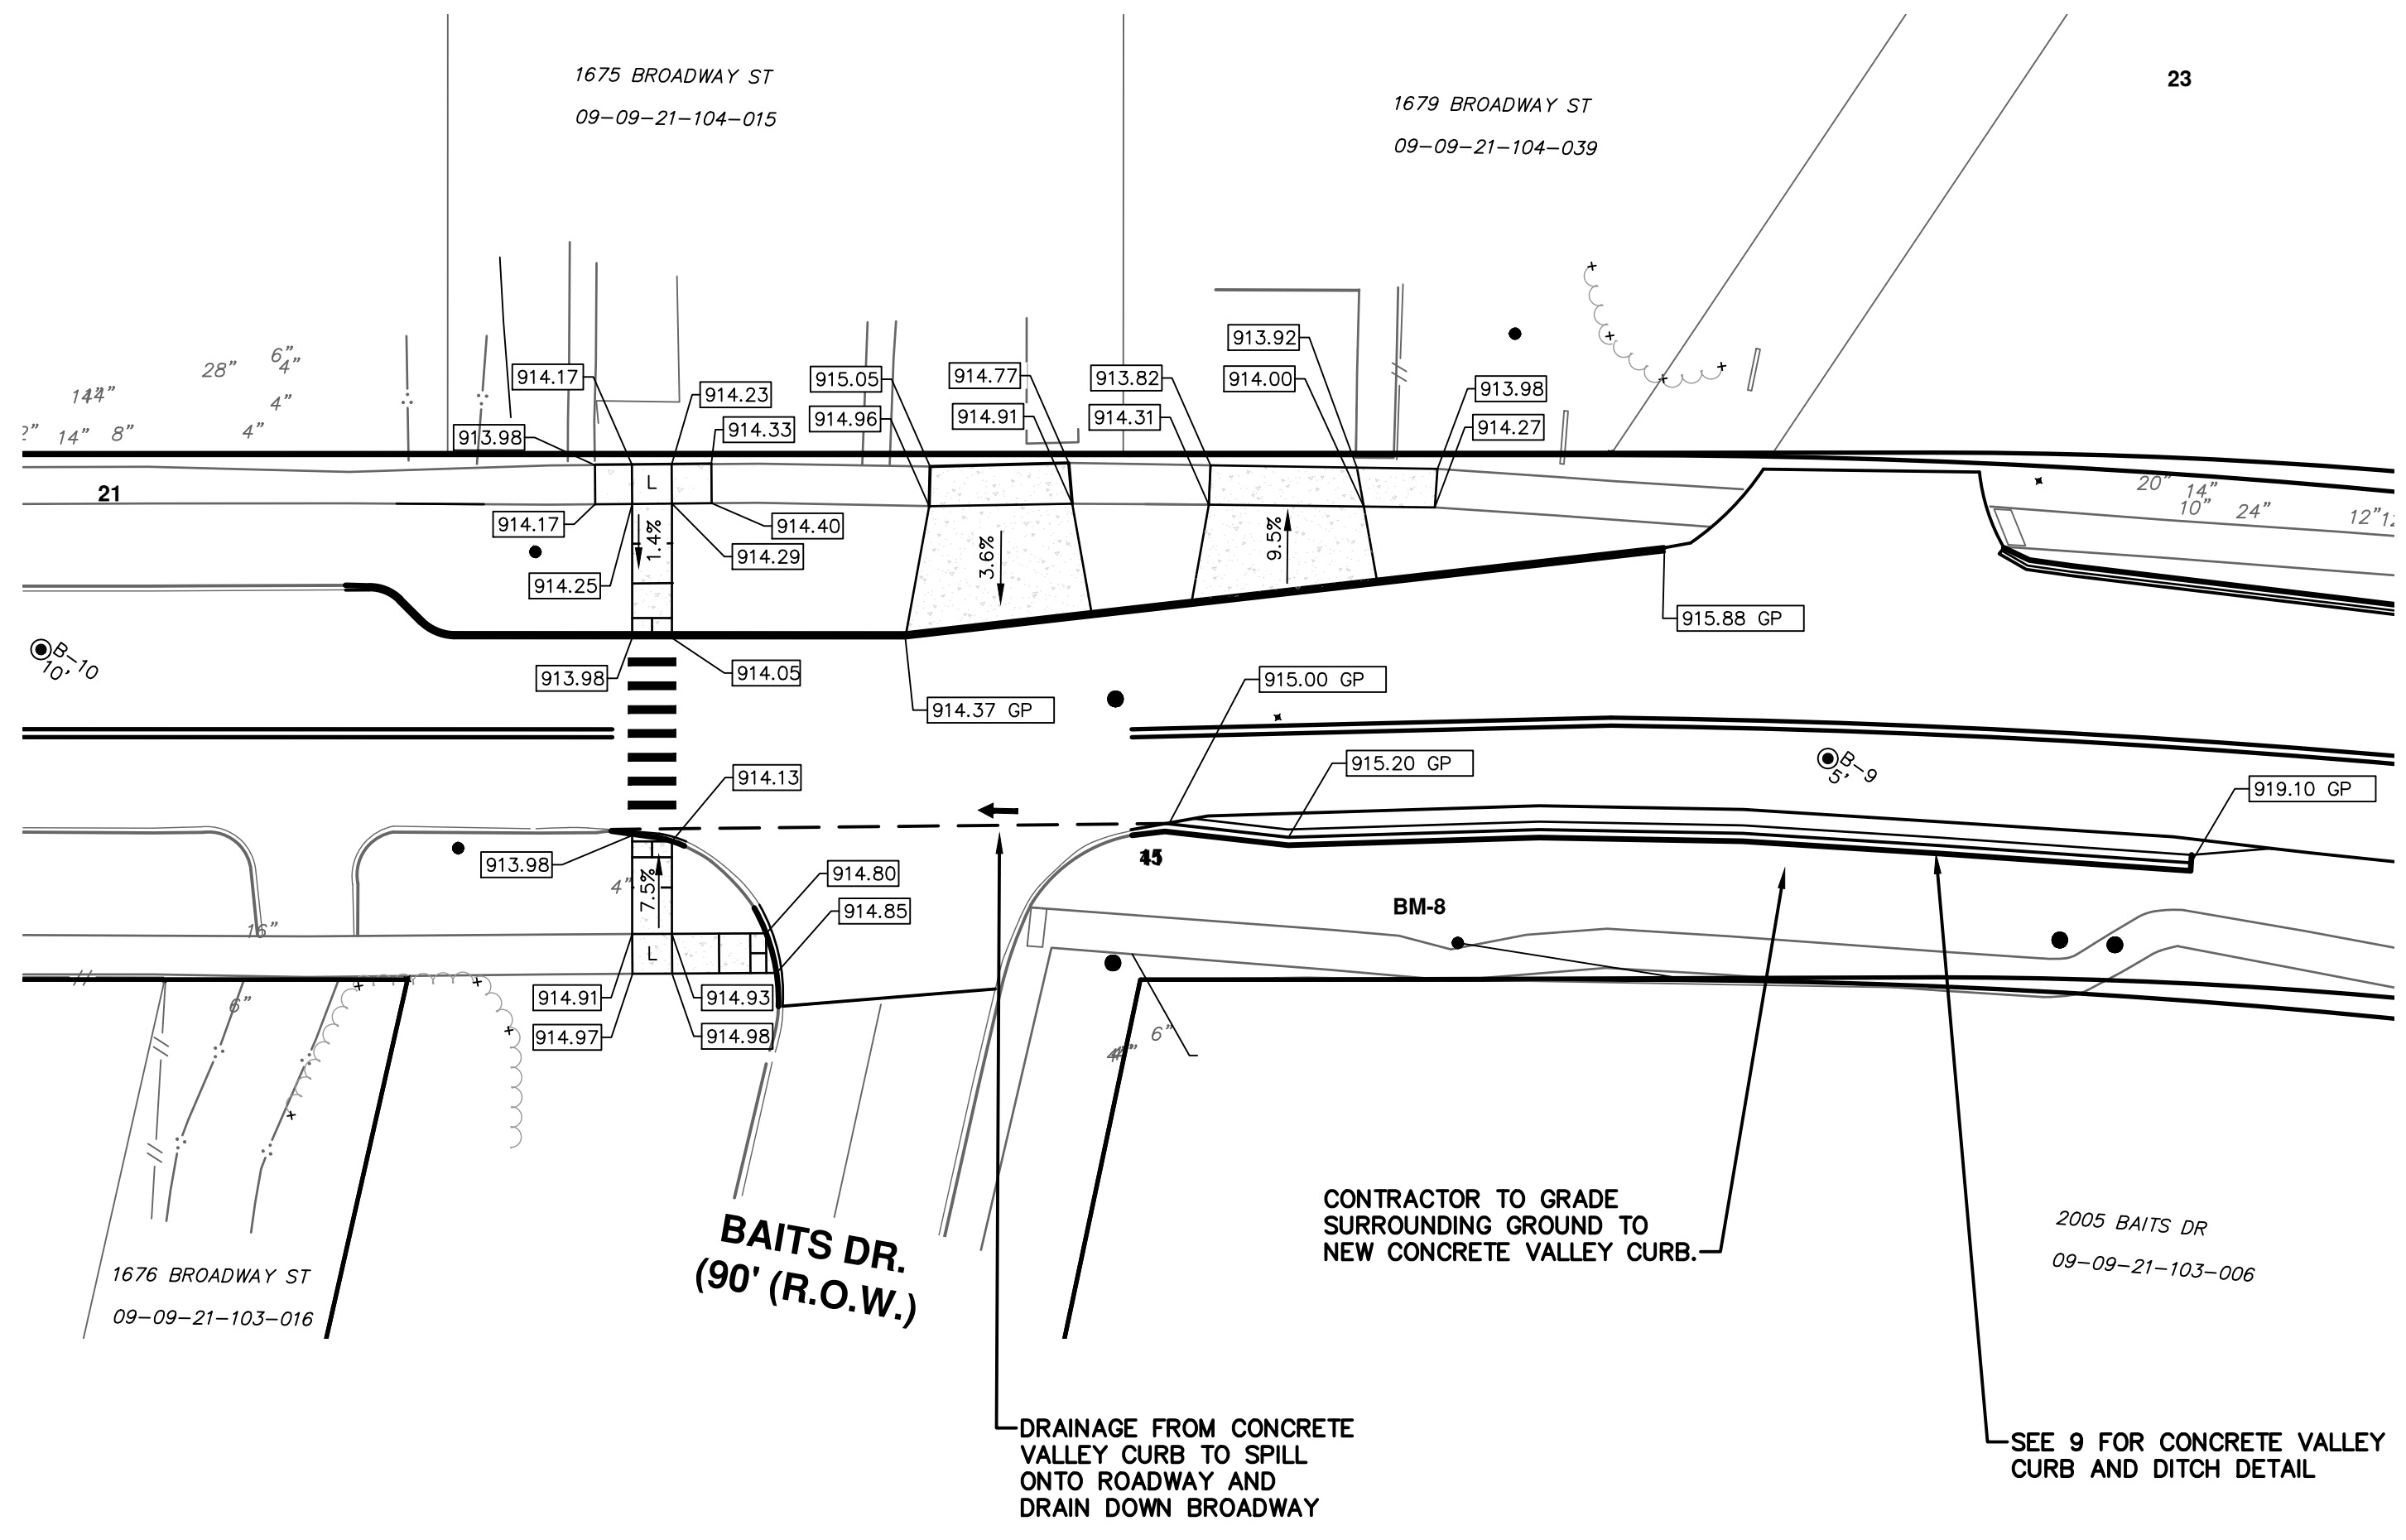 1675 BROADWAY ST
09-09-21-104-015
1679 BROADWAY ST
09-09-21-104-039
23
28"
6"
4"
4"
4"
14"
8"
914.17
914.23
914.33
913.98
915.05
914.96
914.77
914.91
913.82
914.31
913.92
914.00
913.98
914.27
21
L
914.17
914.25
1.4%
914.40
914.29
3.6%
9.5%
20"
14"
10"
24"
12"
B-10
10'
913.98
914.05
914.37 GP
915.88 GP
915.00 GP
915.20 GP
B-9
5'
919.10 GP
914.13
913.98
4"
7.5%
914.80
914.85
BM-8
16"
L
914.91
914.97
914.93
914.98
6"
6"
BAITS DR.
(90' (R.O.W.)
1676 BROADWAY ST
09-09-21-103-016
CONTRACTOR TO GRADE
SURROUNDING GROUND TO
NEW CONCRETE VALLEY CURB.
2005 BAITS DR
09-09-21-103-006
DRAINAGE FROM CONCRETE
VALLEY CURB TO SPILL
ONTO ROADWAY AND
DRAIN DOWN BROADWAY
SEE 9 FOR CONCRETE VALLEY
CURB AND DITCH DETAIL